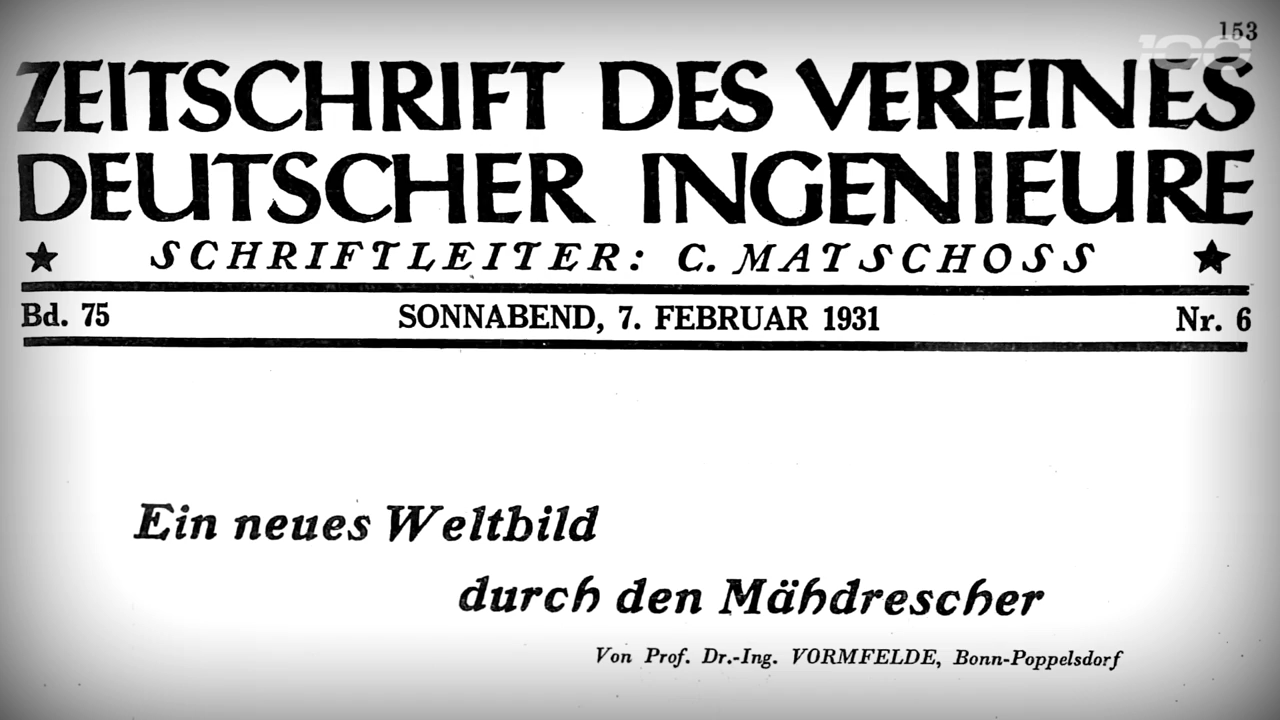 153
100
ZEITSCHRIFT DES VEREINES
DEUTSCHER INGENIEURE
★ SCHRIFTLEITER: C. MATSCHOSS ★
Bd. 75 SONNABEND, 7. FEBRUAR 1931 Nr. 6
Ein neues Weltbild
durch den Mähdrescher
Von Prof. Dr.-Ing. VORMFELDE, Bonn-Poppelsdorf